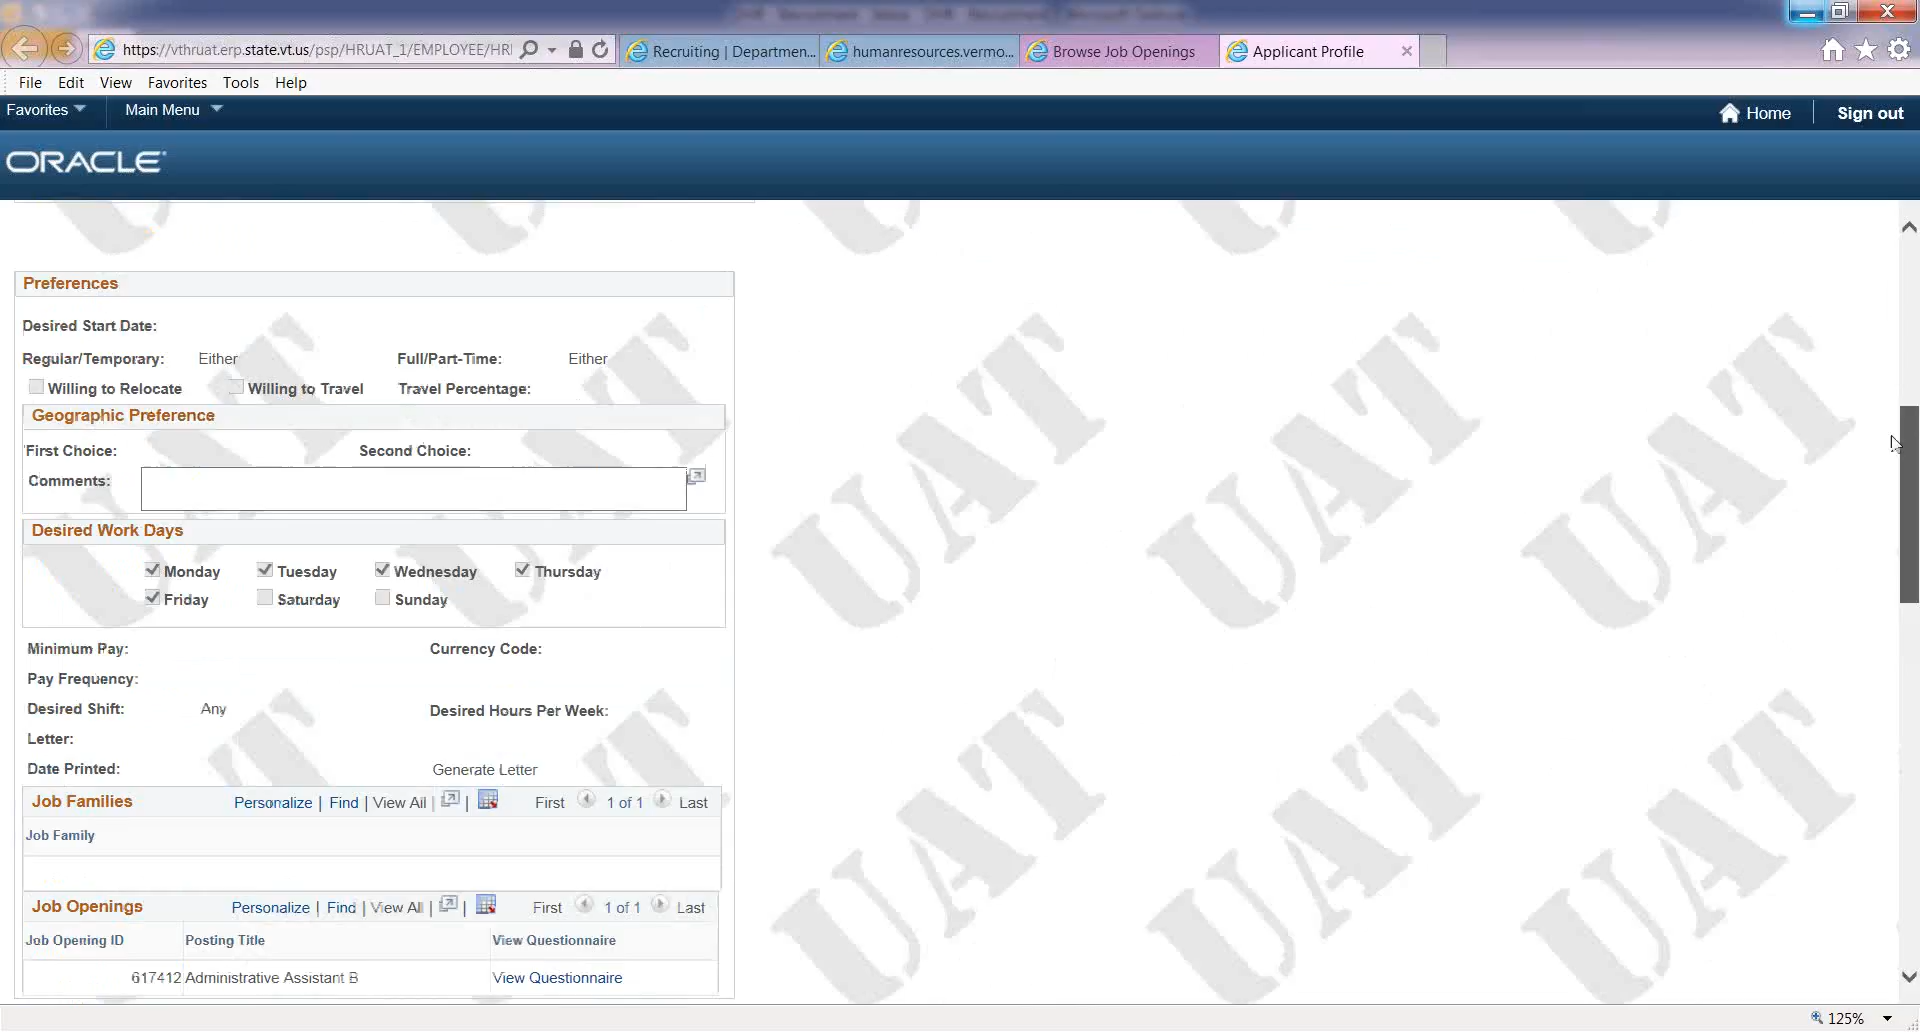 https://vthruat.erp.state.vt.us/psp/HRUAT_1/EMPLOYEE/HRI
Recruiting | Departmen...
humanresources.vermo...
Browse Job Openings
Applicant Profile
File Edit View Favorites Tools Help
Favorites Main Menu Home Sign out
ORACLE
Preferences
Desired Start Date:
Regular/Temporary: Either Full/Part-Time: Either
Willing to Relocate Willing to Travel Travel Percentage:
Geographic Preference
First Choice: Second Choice:
Comments:
Desired Work Days
Monday Tuesday Wednesday Thursday
Friday Saturday Sunday
Minimum Pay: Currency Code:
Pay Frequency:
Desired Shift: Any Desired Hours Per Week:
Letter:
Date Printed: Generate Letter
Job Families Personalize | Find | View All | | First 1 of 1 Last
Job Family
Job Openings Personalize | Find | View All | | First 1 of 1 Last
Job Opening ID Posting Title View Questionnaire
617412 Administrative Assistant B View Questionnaire
UAT UAT UAT
UAT UAT UAT
125%